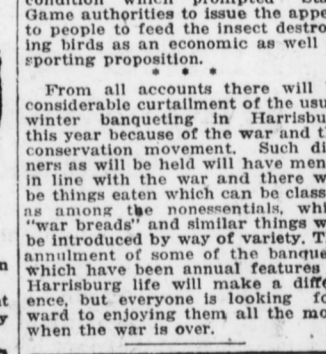 Game authorities to issue the appe
to people to feed the insect destro
ing birds as an economic as well
sporting proposition.
* * *
From all accounts there will
considerable curtailment of the usu
winter banqueting in Harrisbu
this year because of the war and t
conservation movement. Such di
ners as will be held will have men
in line with the war and there w
be things eaten which can be class
as among the nonessentials, whi
"war breads" and similar things w
be introduced by way of variety. T
annulment of some of the banque
which have been annual features
Harrisburg life will make a diffe
ence, but everyone is looking fo
ward to enjoying them all the mo
when the war is over.